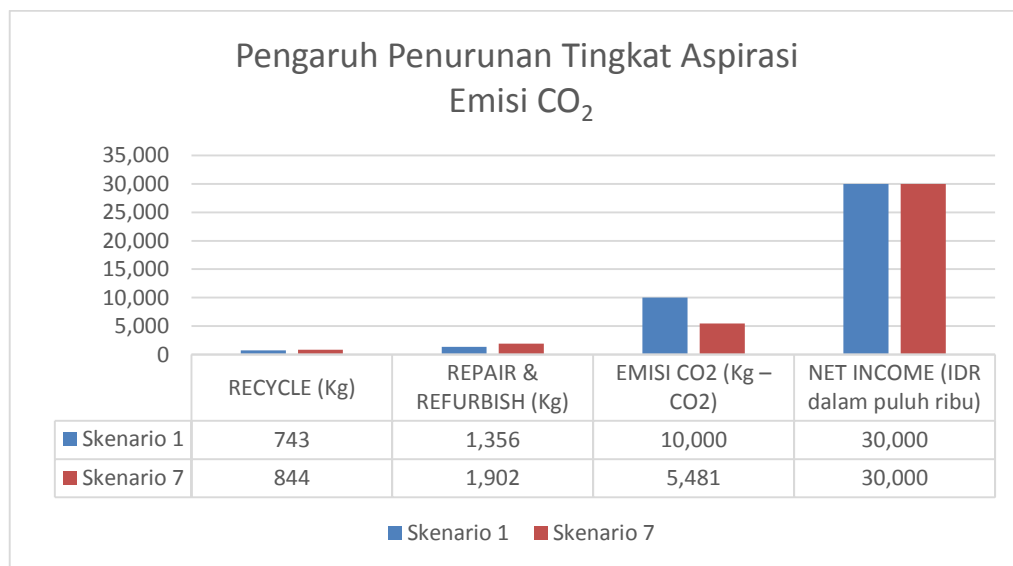 Pengaruh Penurunan Tingkat Aspirasi
Emisi CO₂
35,000
30,000
25,000
20,000
15,000
10,000
5,000
0
RECYCLE (Kg)
REPAIR &
REFURBISH (Kg)
EMISI CO2 (Kg –
CO2)
NET INCOME (IDR
dalam puluh ribu)
Skenario 1 743 1,356 10,000 30,000
Skenario 7 844 1,902 5,481 30,000
Skenario 1 Skenario 7